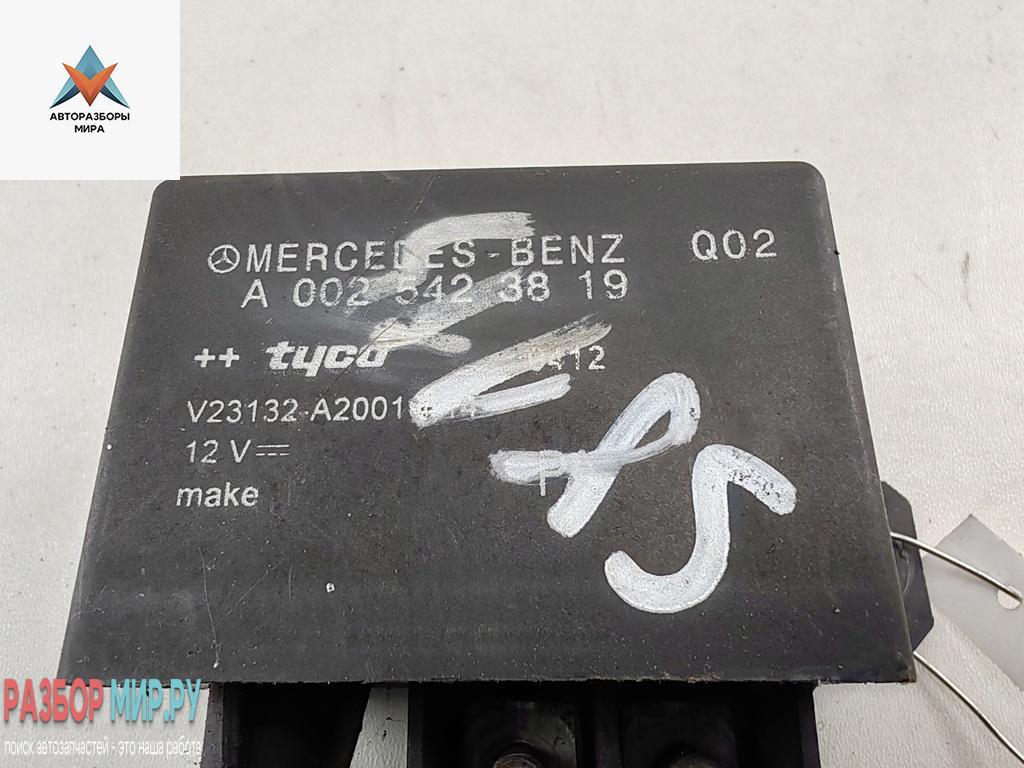 АВТОРАЗБОРЫ
МИРА
MERCEDES-BENZ Q02
A 002 542 38 19
++ tyco
V23132-A2001
12 V
make
РАЗБОР МИР.РУ
поиск автозапчастей - это наша работа